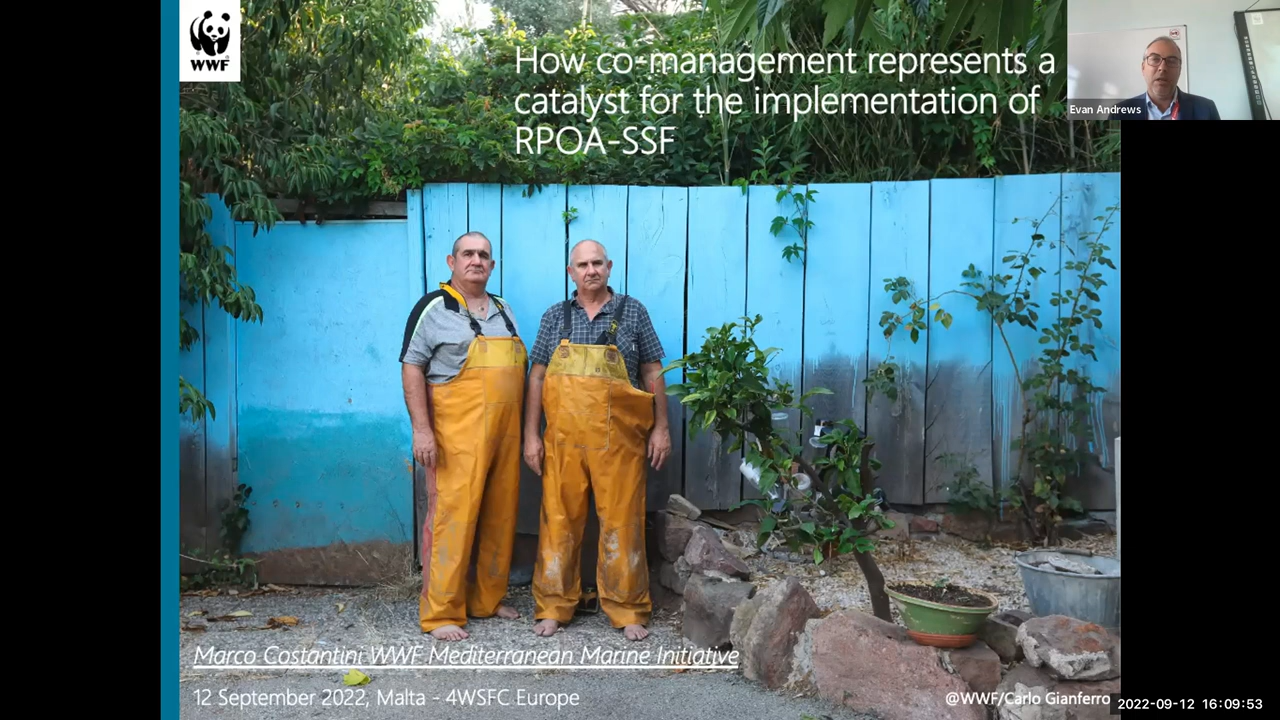 WWF
How co-management represents a
catalyst for the implementation of
RPOA-SSF
Evan Andrews
Marco Costantini WWF Mediterranean Marine Initiative
12 September 2022, Malta - 4WSFC Europe
@WWF/Carlo Gianferro
2022-09-12 16:09:53